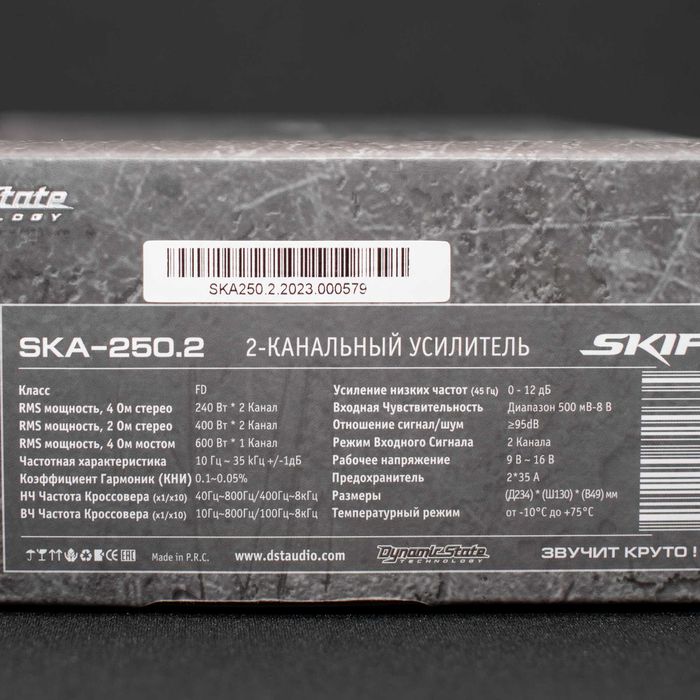 State
OLOGY
SKA250.2.2023.000579
SKA-250.2 2-КАНАЛЬНЫЙ УСИЛИТЕЛЬ SKIF
Класс FD
RMS мощность, 4 Ом стерео 240 Вт * 2 Канал
RMS мощность, 2 Ом стерео 400 Вт * 2 Канал
RMS мощность, 4 Ом мостом 600 Вт * 1 Канал
Частотная характеристика 10 Гц ~ 35 kГц +/-1дБ
Коэффициент Гармоник (КНИ) 0.1~0.05%
НЧ Частота Кроссовера (x1/x10) 40Гц~800Гц/400Гц~8кГц
ВЧ Частота Кроссовера (x1/x10) 10Гц~800Гц/100Гц~8кГц
Усиление низких частот (45 Гц) 0 - 12 дБ
Входная Чувствительность Диапазон 500 мВ-8 В
Отношение сигнал/шум ≥95dB
Режим Входного Сигнала 2 Канала
Рабочее напряжение 9 В ~ 16 В
Предохранитель 2*35 А
Размеры (Д234) * (Ш130) * (В49) мм
Температурный режим от -10°C до +75°C
CE EAC Made in P.R.C. www.dstaudio.com DynamicState ЗВУЧИТ КРУТО !
TECHNOLOGY